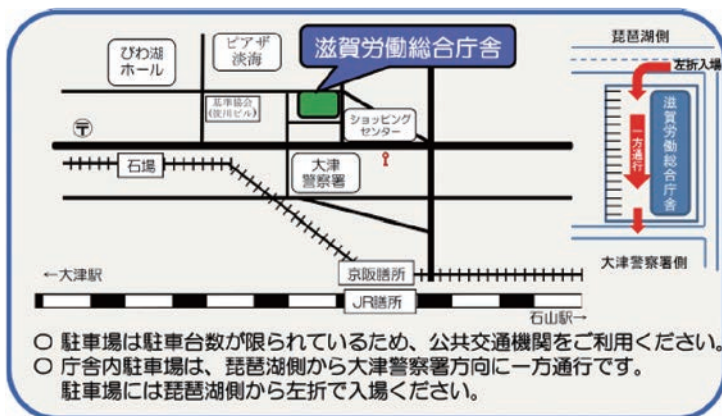 びわ湖
ホール
ピアザ
淡海
滋賀労働総合庁舎
琵琶湖側
左折入場
基準協会
(淀川ビル)
ショッピング
センター
〒
石場
大津
警察署
一方通行
滋賀労働総合庁舎
大津警察署側
←大津駅
京阪膳所
JR膳所
石山駅→
○ 駐車場は駐車台数が限られているため、公共交通機関をご利用ください。
○ 庁舎内駐車場は、琵琶湖側から大津警察署方向に一方通行です。
駐車場には琵琶湖側から左折で入場ください。